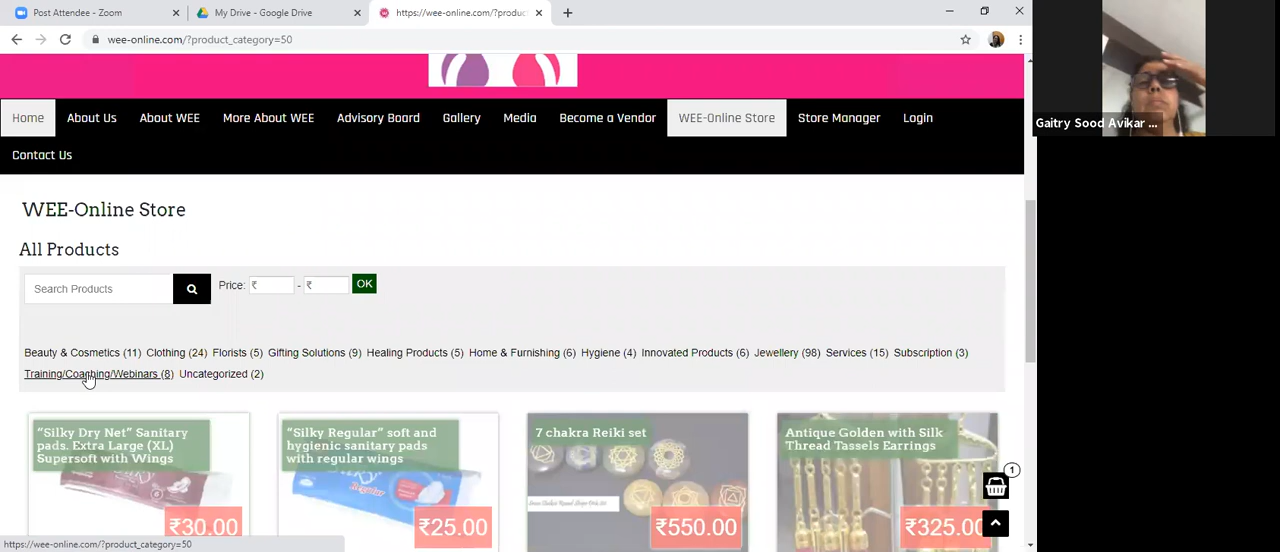 Post Attendee - Zoom
My Drive - Google Drive
https://wee-online.com/?produc
wee-online.com/?product_category=50
Gaitry Sood Avikar ...
Home About Us About WEE More About WEE Advisory Board Gallery Media Become a Vendor WEE-Online Store Store Manager Login
Contact Us
WEE-Online Store
All Products
Search Products Price: ₹ - ₹ OK
Beauty & Cosmetics (11) Clothing (24) Florists (5) Gifting Solutions (9) Healing Products (5) Home & Furnishing (6) Hygiene (4) Innovated Products (6) Jewellery (98) Services (15) Subscription (3)
Training/Coaching/Webinars (8) Uncategorized (2)
“Silky Dry Net” Sanitary
pads. Extra Large (XL)
Supersoft with Wings
₹30.00
“Silky Regular” soft and
hygienic sanitary pads
with regular wings
Regular
₹25.00
7 chakra Reiki set
₹550.00
Antique Golden with Silk
Thread Tassels Earrings
₹325.00
1
https://wee-online.com/?product_category=50